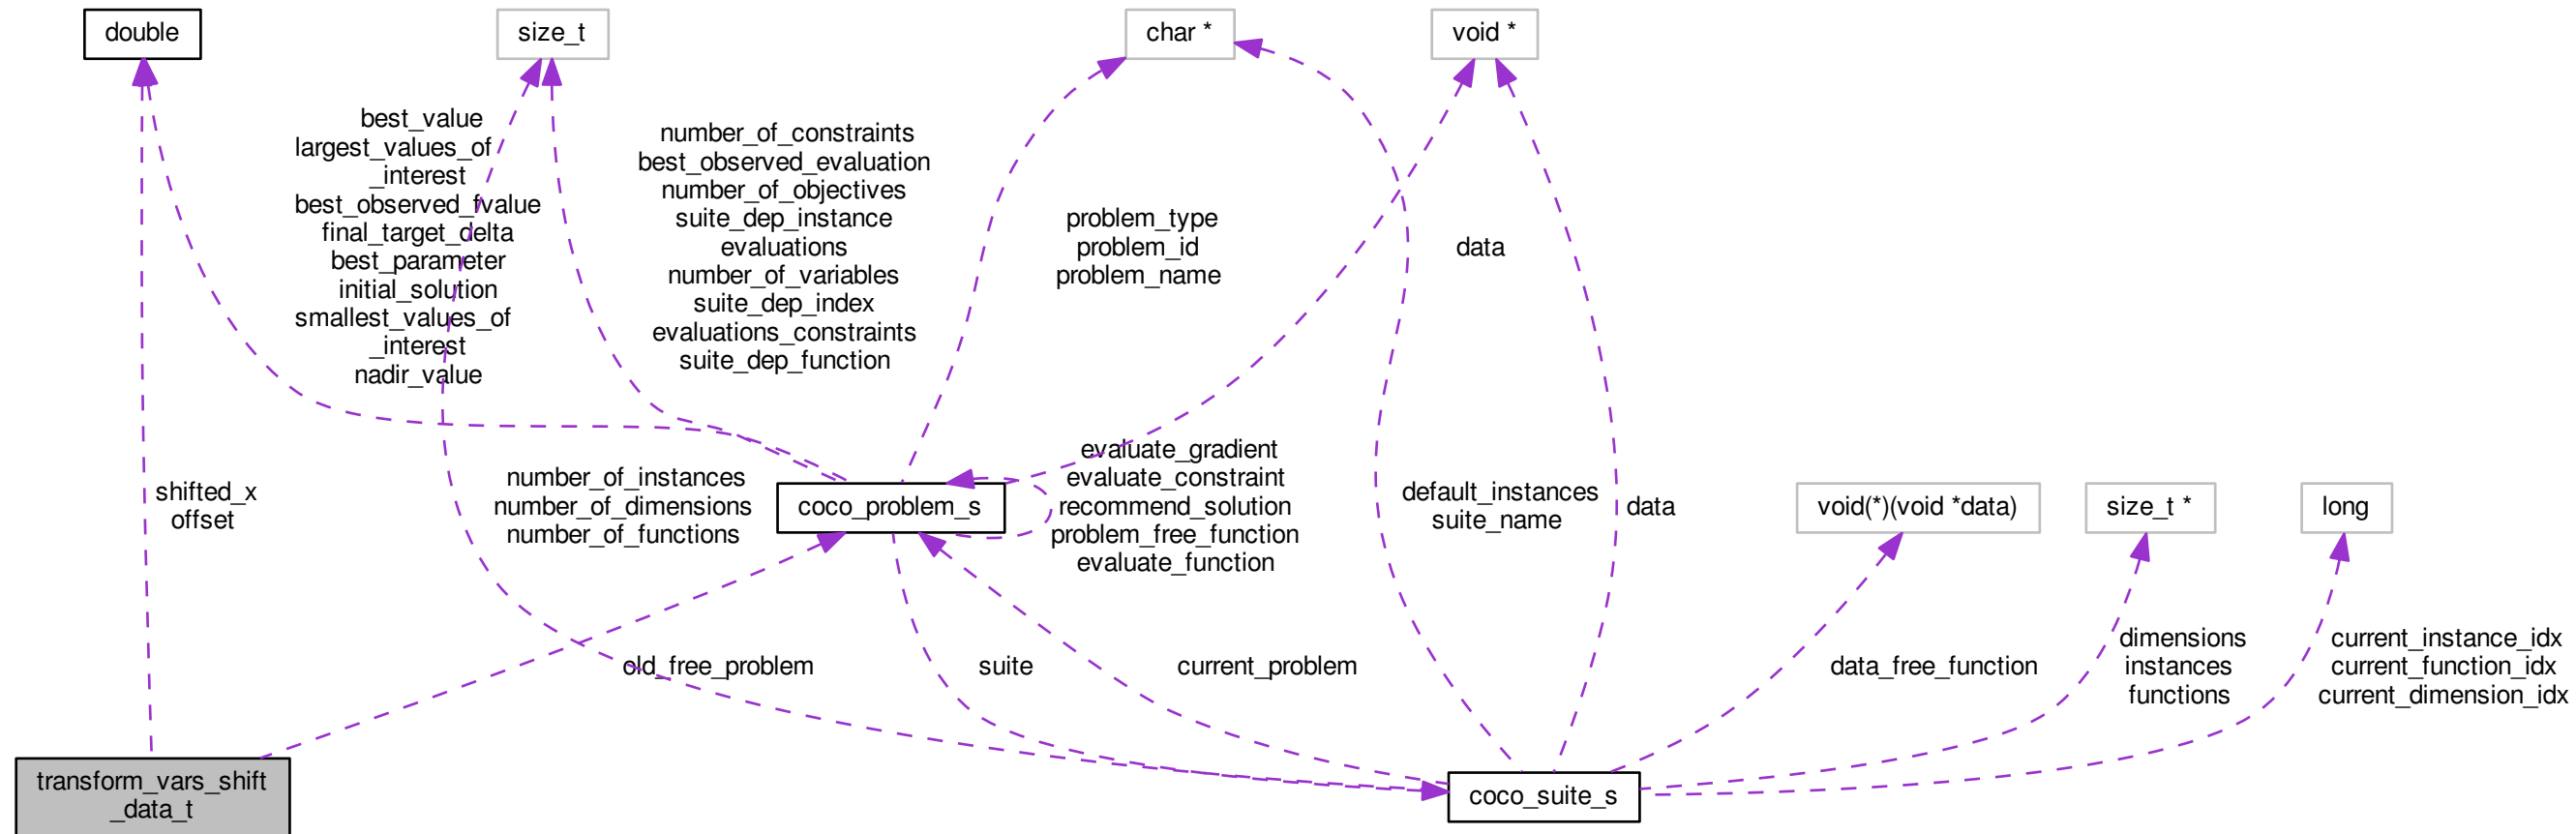 double
size_t
char *
void *
best_value
largest_values_of
_interest
best_observed_fvalue
final_target_delta
best_parameter
initial_solution
smallest_values_of
_interest
nadir_value
number_of_constraints
best_observed_evaluation
number_of_objectives
suite_dep_instance
evaluations
number_of_variables
suite_dep_index
evaluations_constraints
suite_dep_function
problem_type
problem_id
problem_name
data
shifted_x
offset
number_of_instances
number_of_dimensions
number_of_functions
coco_problem_s
evaluate_gradient
evaluate_constraint
recommend_solution
problem_free_function
evaluate_function
default_instances
suite_name
data
void(*)(void *data)
size_t *
long
old_free_problem
suite
current_problem
data_free_function
dimensions
instances
functions
current_instance_idx
current_function_idx
current_dimension_idx
transform_vars_shift
_data_t
coco_suite_s